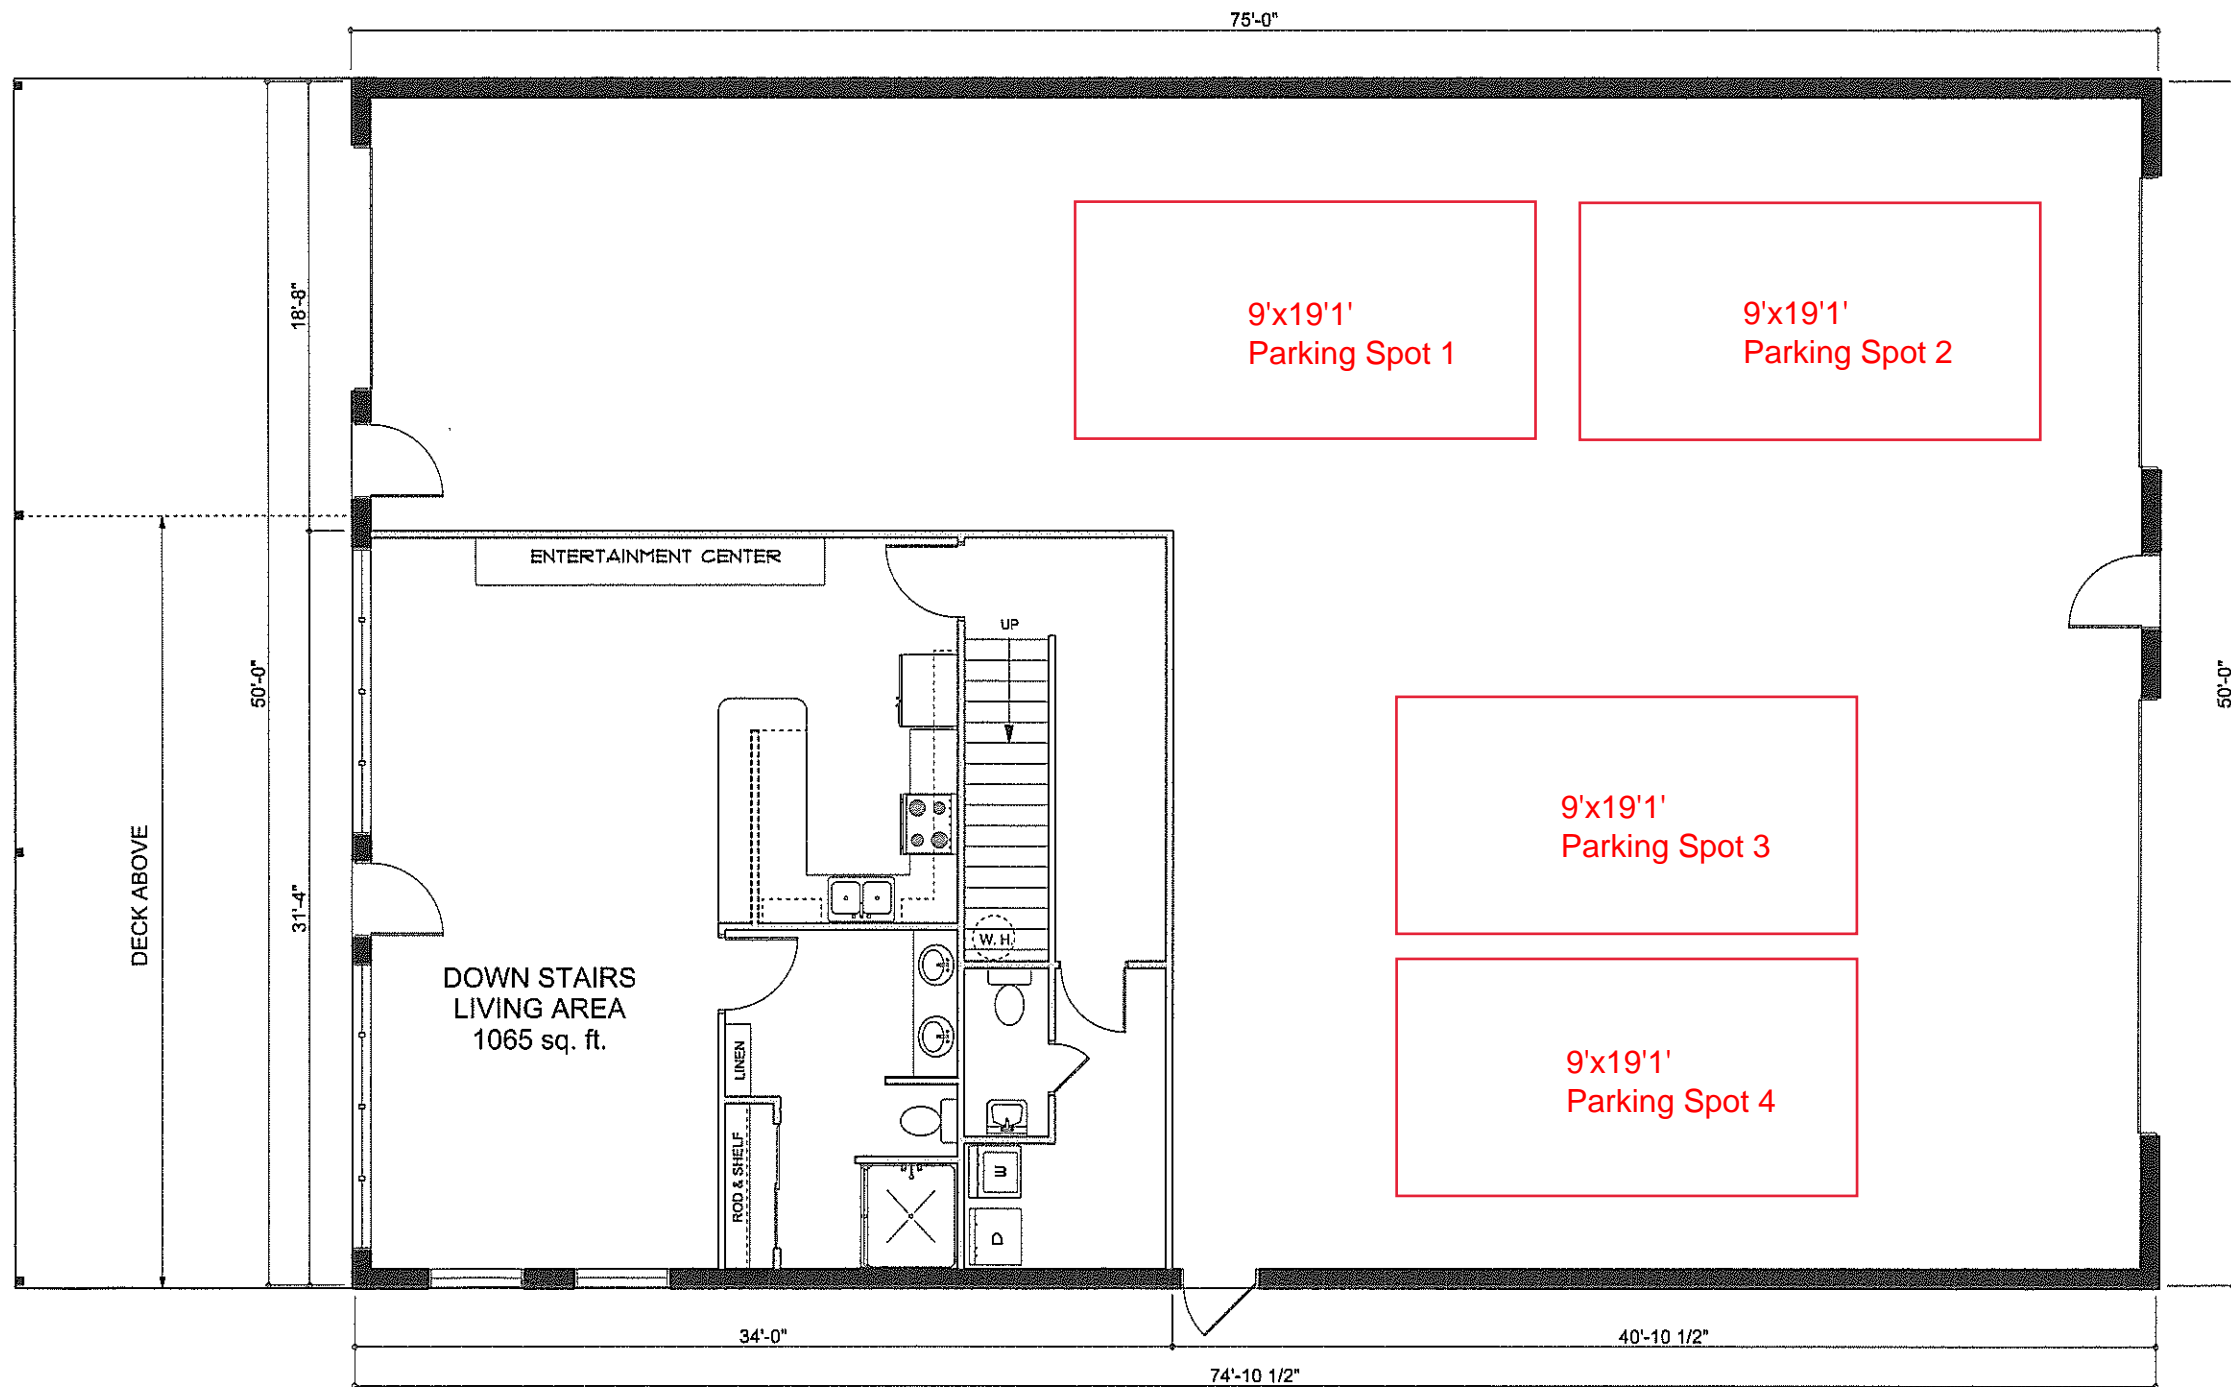 75'-0"
18'-8"
9'x19'1'
Parking Spot 1
9'x19'1'
Parking Spot 2
ENTERTAINMENT CENTER
UP
50'-0"
50'-0"
9'x19'1'
Parking Spot 3
DECK ABOVE
31'-4"
W. H.
DOWN STAIRS
LIVING AREA
1065 sq. ft.
LINEN
9'x19'1'
Parking Spot 4
ROD & SHELF
W
D
34'-0"
40'-10 1/2"
74'-10 1/2"